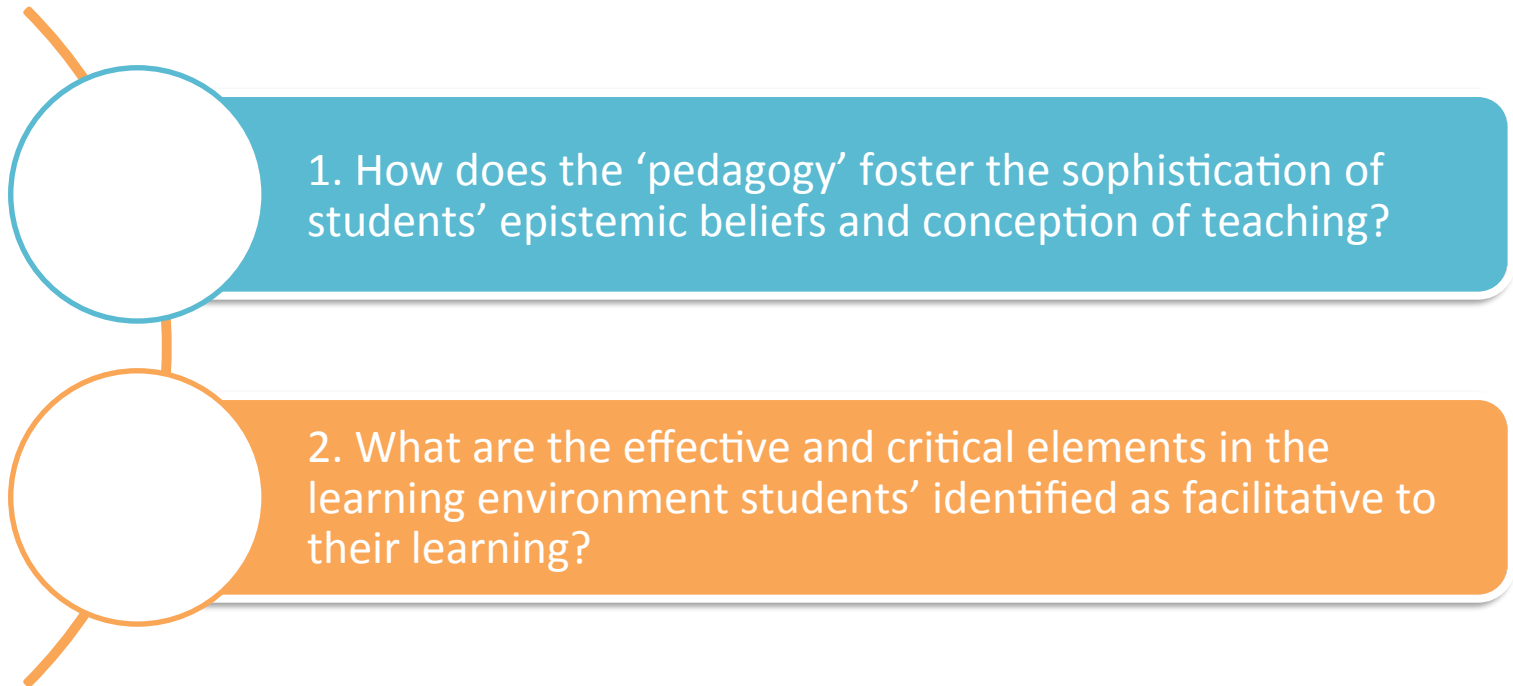 1. How does the ‘pedagogy’ foster the sophistication of
students’ epistemic beliefs and conception of teaching?
2. What are the effective and critical elements in the
learning environment students’ identified as facilitative to
their learning?